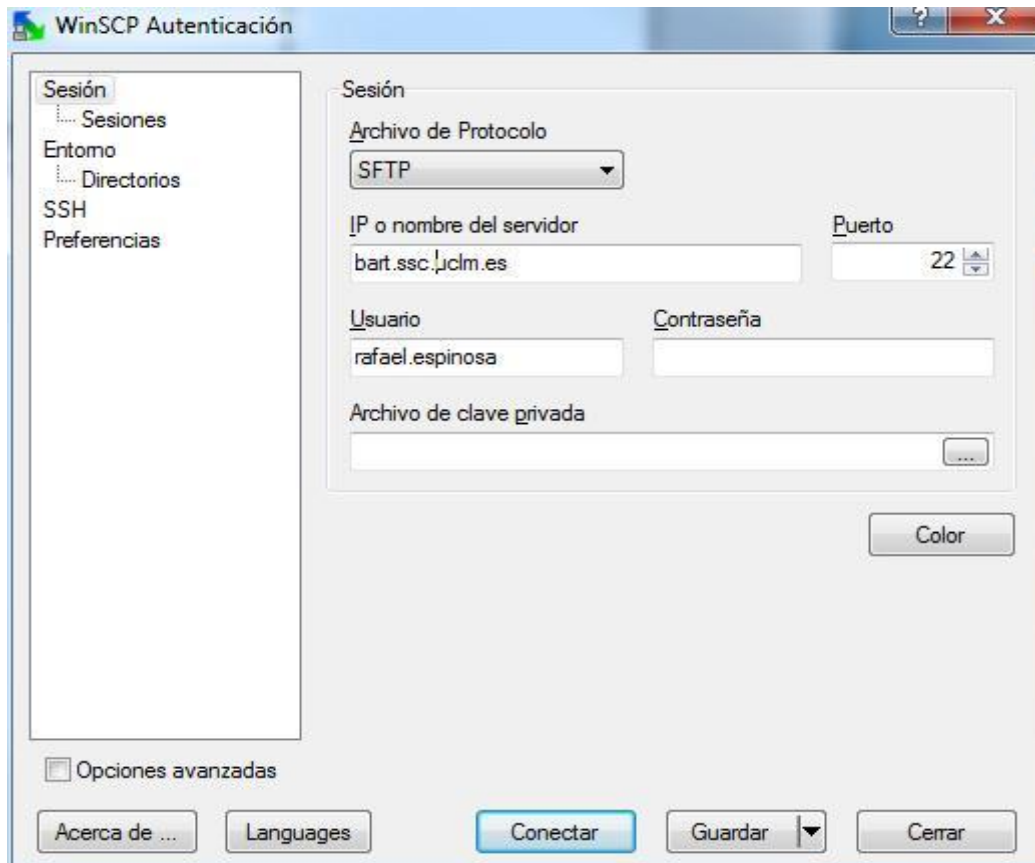 WinSCP Autenticación
?
x
Sesión
Sesiones
Entorno
Directorios
SSH
Preferencias
Sesión
Archivo de Protocolo
SFTP
IP o nombre del servidor
Puerto
bart.ssc.uclm.es
22
Usuario
Contraseña
rafael.espinosa
Archivo de clave privada
...
Color
Opciones avanzadas
Acerca de ...
Languages
Conectar
Guardar
Cerrar